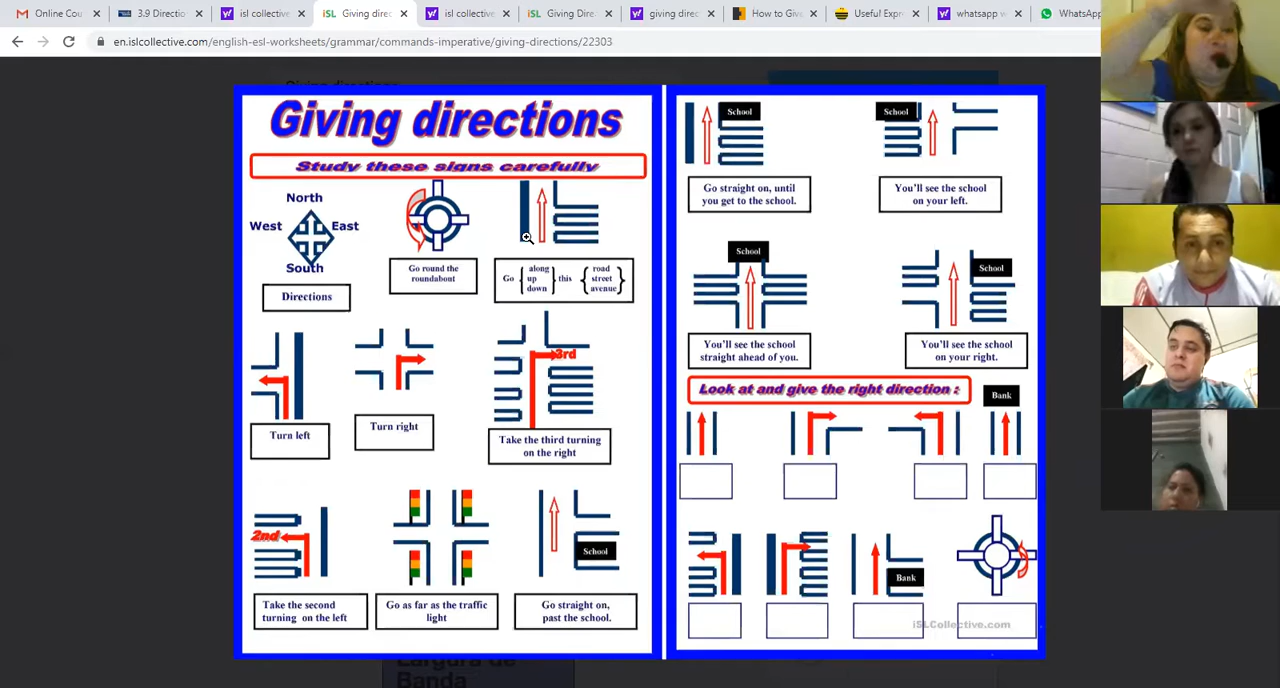 Online Cou
3.9 Directio
isl collective
Giving direc
isl collective
Giving Dire
giving direc
How to Giv
Useful Expr
whatsapp w
WhatsApp
en.islcollective.com/english-esl-worksheets/grammar/commands-imperative/giving-directions/22303
Giving directions
Study these signs carefully
North
West
East
South
Directions
Go round the
roundabont
Go
along
up
down
this
road
street
avenue
3rd
Turn left
Turn right
Take the third turning
on the right
2nd
School
Take the second
turning on the left
Go as far as the traffic
light
Go straight on,
past the school.
School
School
Go straight on, until
you get to the school.
You'll see the school
on your left.
School
School
You'll see the school
straight ahead of you.
You'll see the school
on your right.
Look at and give the right direction :
Bank
Bank
iSLCollective.com
Largura de
Banda